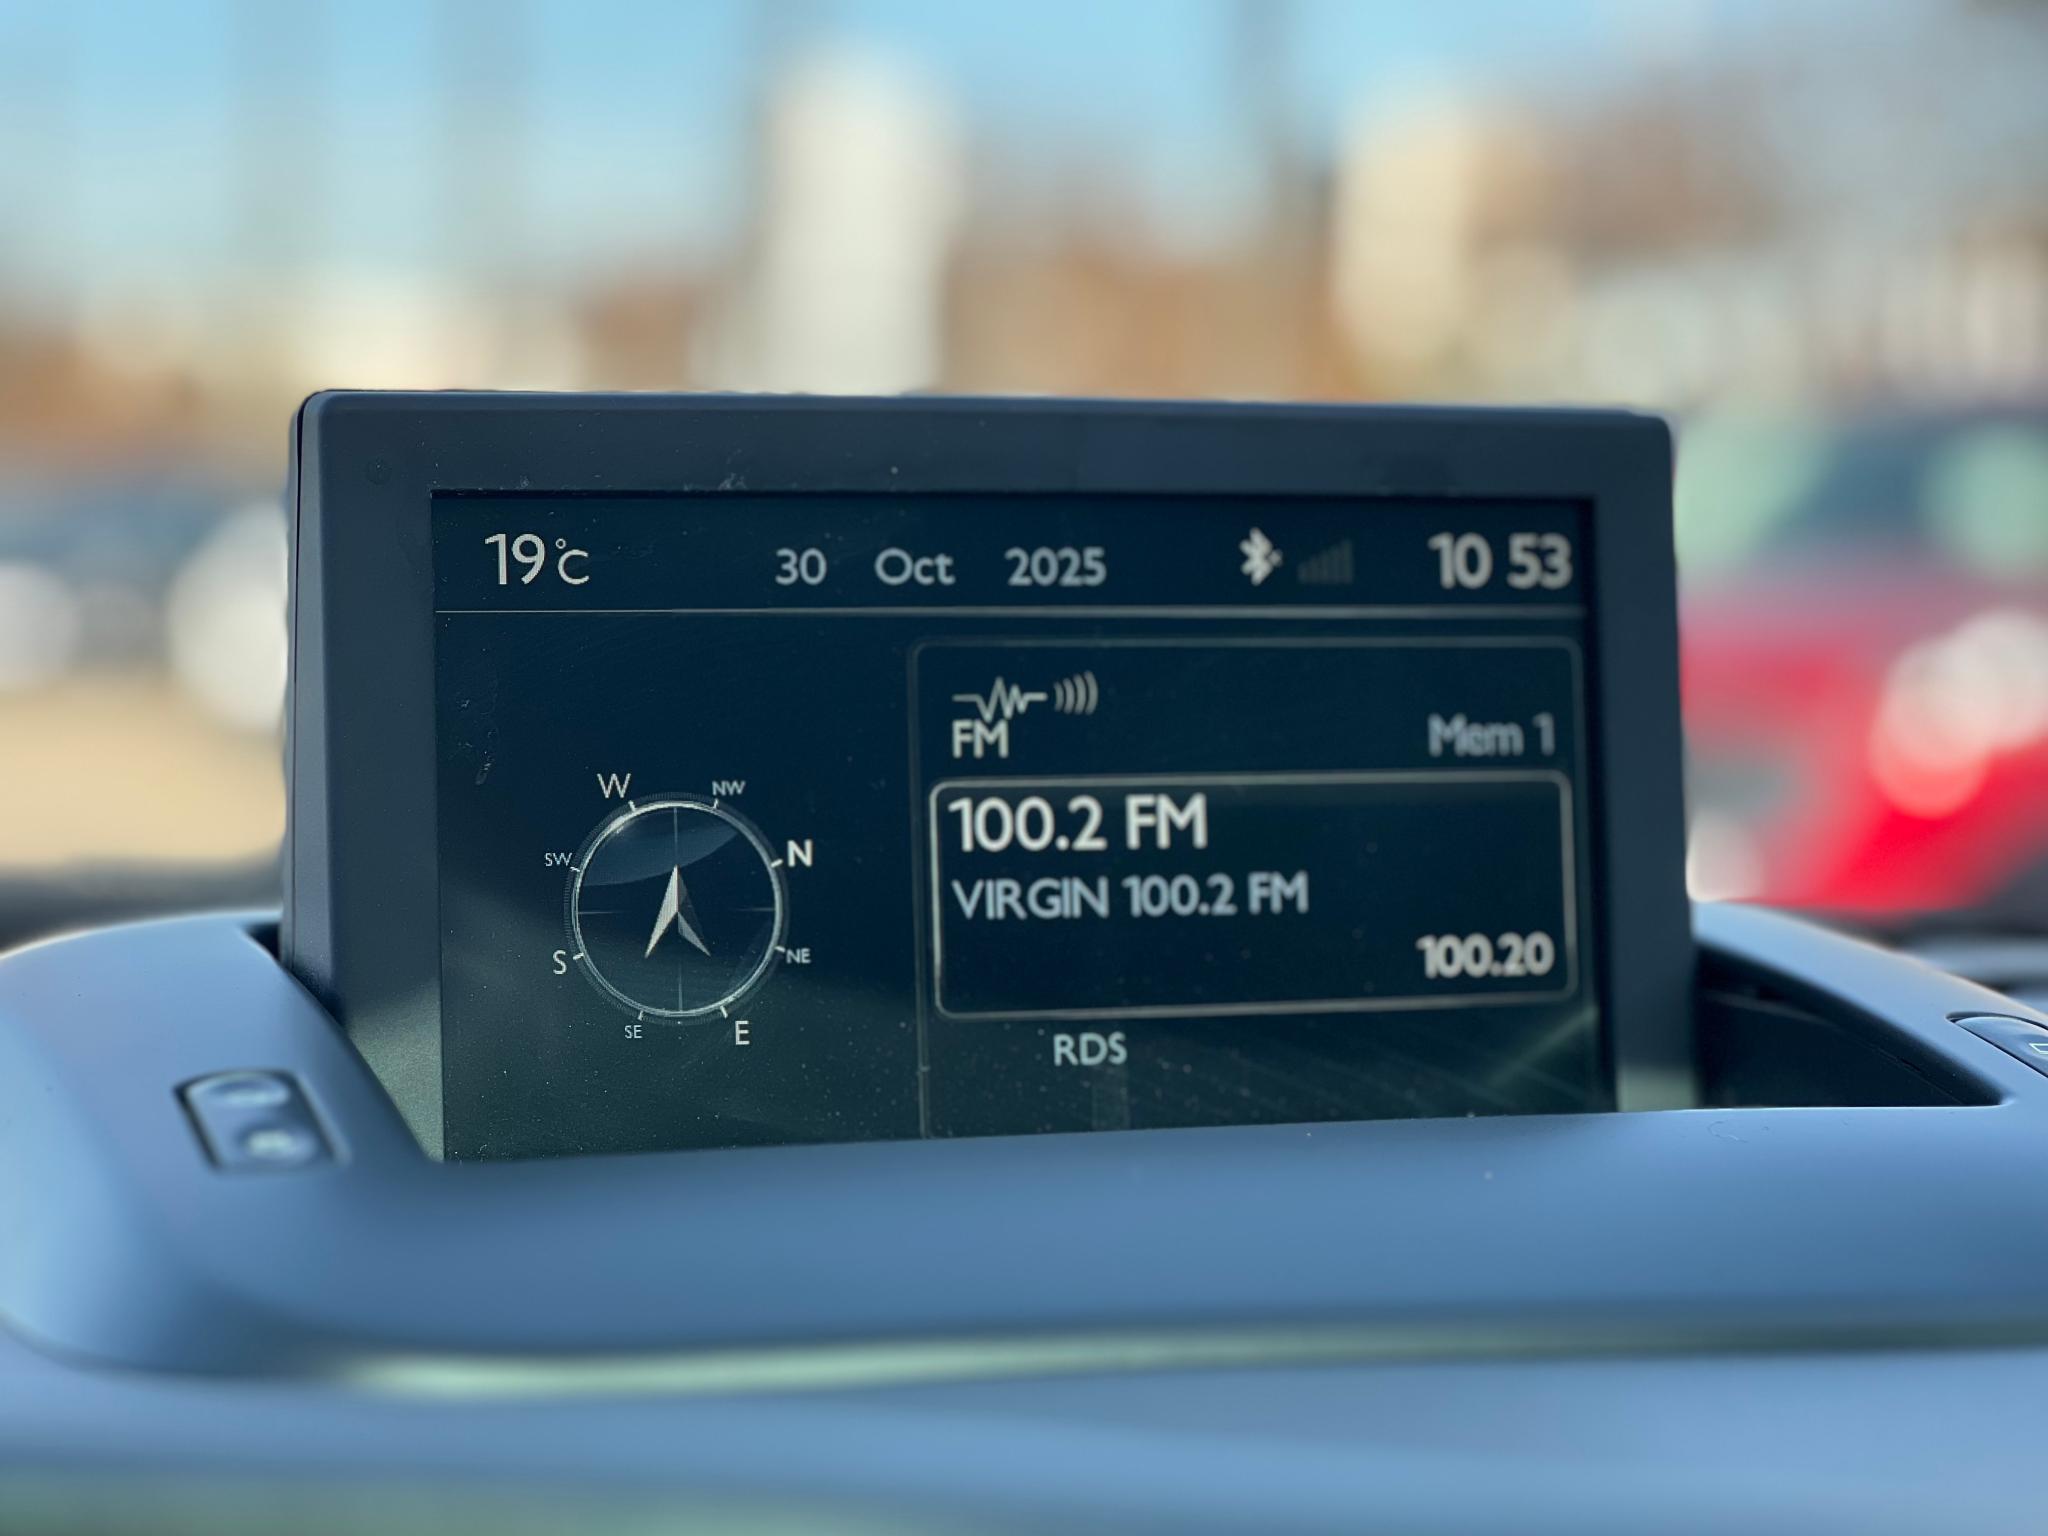 19°C 30 Oct 2025 10 53
FM Mem 1
100.2 FM
VIRGIN 100.2 FM
100.20
RDS
W NW
SW N
S NE
SE E